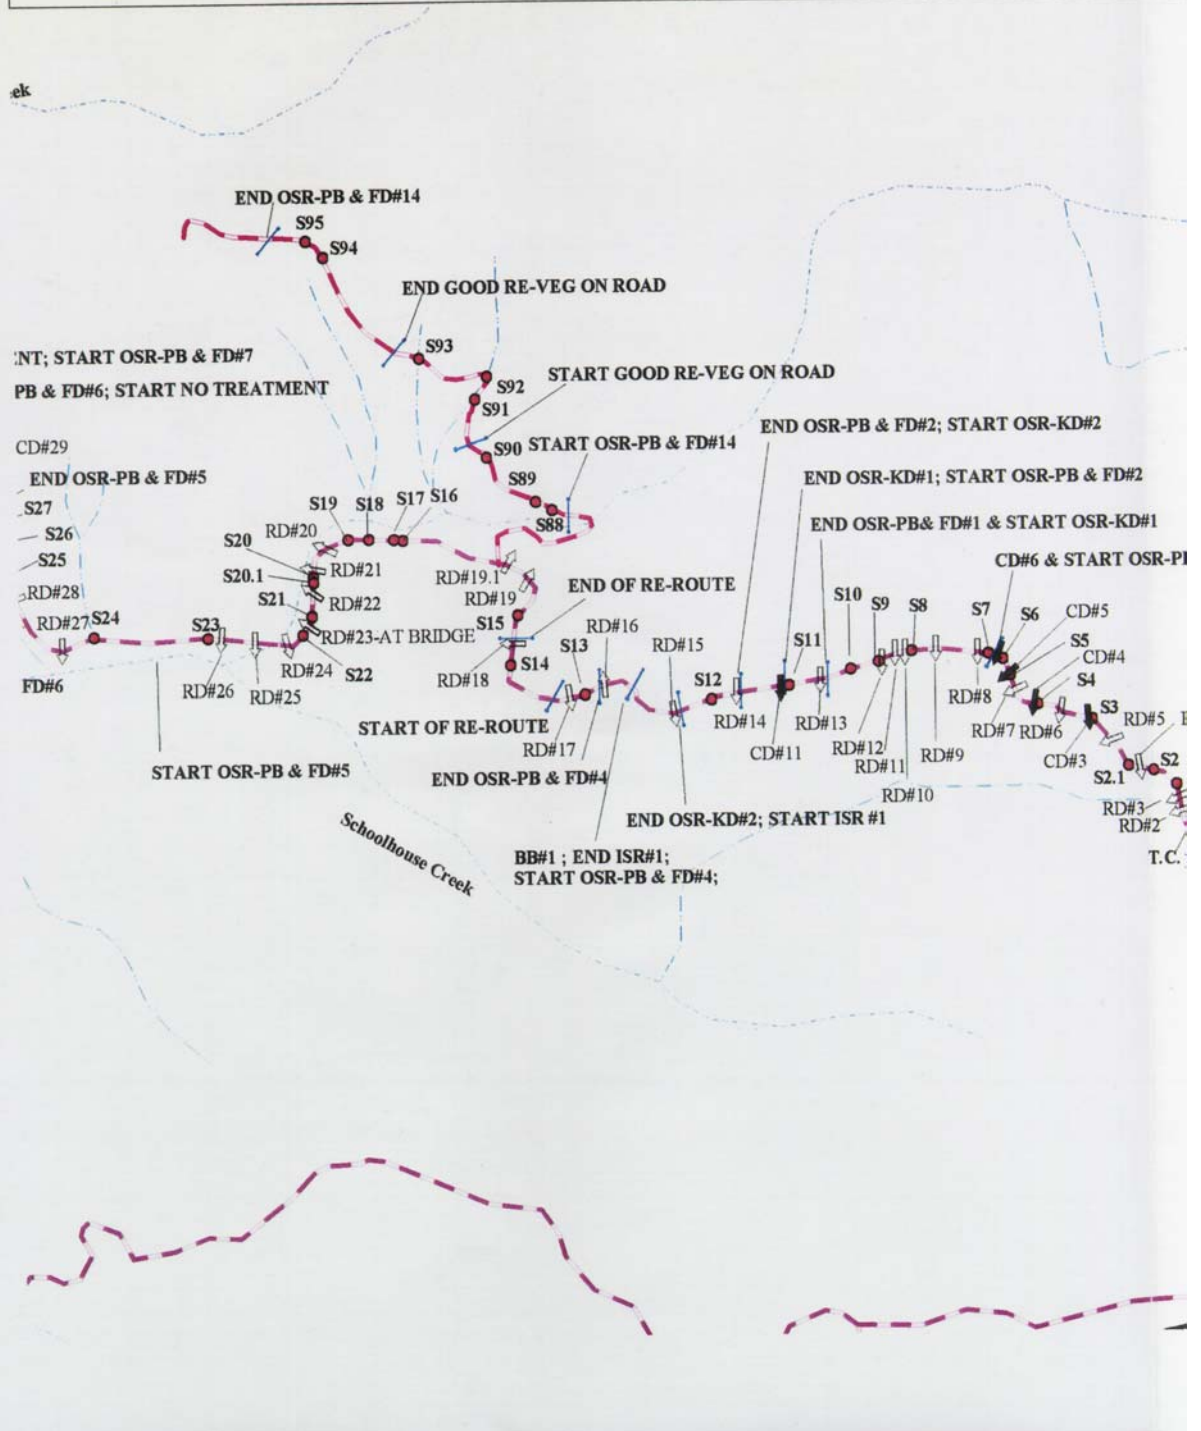 END OSR-PB & FD#14
S95
S94
END GOOD RE-VEG ON ROAD
S93
START OSR-PB & FD#7
PB & FD#6; START NO TREATMENT
START GOOD RE-VEG ON ROAD
S92
S91
END OSR-PB & FD#2; START OSR-KD#2
CD#29
S90
START OSR-PB & FD#14
END OSR-PB & FD#5
END OSR-KD#1; START OSR-PB & FD#2
S89
S88
S27
S19
S18
S17
S16
END OSR-PB& FD#1 & START OSR-KD#1
S26
RD#20
S20
S25
CD#6 & START OSR-P
RD#21
S20.1
RD#19.1
END OF RE-ROUTE
RD#28
S21
RD#22
RD#19
RD#27
S24
S23
RD#23-AT BRIDGE
S15
RD#16
S10
S9
S8
S7
S6
CD#5
S5
RD#15
S11
CD#4
S13
S14
RD#24
S22
FD#6
RD#26
RD#25
RD#18
S12
RD#8
S4
START OF RE-ROUTE
RD#14
RD#13
RD#7
RD#6
S3
RD#5
RD#17
CD#11
RD#12
RD#11
RD#9
CD#3
S2
START OSR-PB & FD#5
END OSR-PB & FD#4
S2.1
RD#10
RD#3
RD#2
END OSR-KD#2; START ISR #1
Schoolhouse Creek
BB#1 ; END ISR#1;
START OSR-PB & FD#4;
T.C.